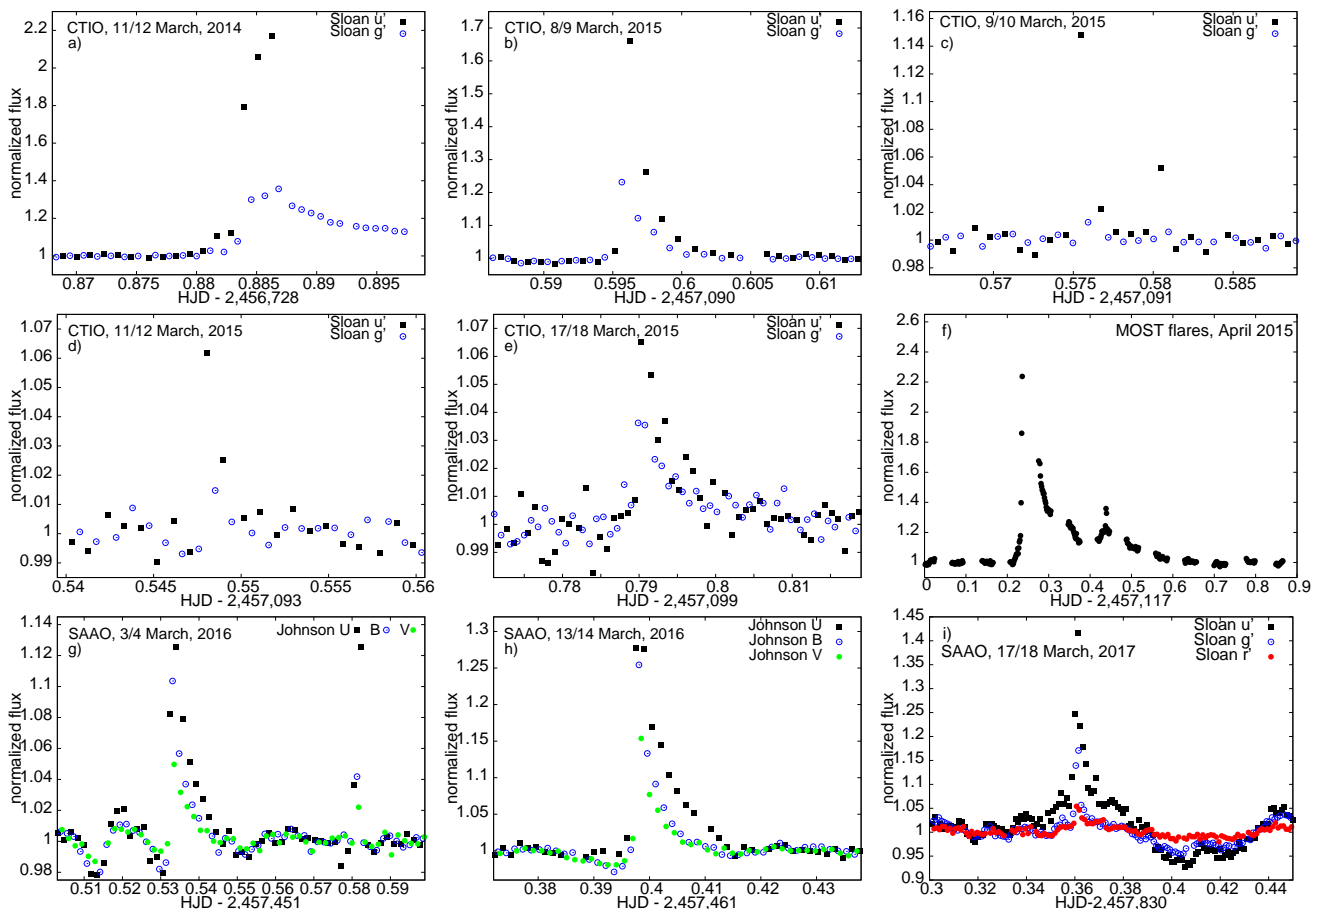 CTIO, 11/12 March, 2014
a)
Sloan u'
Sloan g'
normalized flux
2.2
2
1.8
1.6
1.4
1.2
1
0.87 0.875 0.88 0.885 0.89 0.895
HJD - 2,456,728
CTIO, 8/9 March, 2015
b)
Sloan u'
Sloan g'
normalized flux
1.7
1.6
1.5
1.4
1.3
1.2
1.1
1
0.59 0.595 0.6 0.605 0.61
HJD - 2,457,090
CTIO, 9/10 March, 2015
c)
Sloan u'
Sloan g'
normalized flux
1.16
1.14
1.12
1.1
1.08
1.06
1.04
1.02
1
0.98
0.57 0.575 0.58 0.585
HJD - 2,457,091
CTIO, 11/12 March, 2015
d)
Sloan u'
Sloan g'
normalized flux
1.07
1.06
1.05
1.04
1.03
1.02
1.01
1
0.99
0.54 0.545 0.55 0.555 0.56
HJD - 2,457,093
CTIO, 17/18 March, 2015
e)
Sloan u'
Sloan g'
normalized flux
1.07
1.06
1.05
1.04
1.03
1.02
1.01
1
0.99
0.78 0.79 0.8 0.81
HJD - 2,457,099
f)
MOST flares, April 2015
normalized flux
2.6
2.4
2.2
2
1.8
1.6
1.4
1.2
1
0 0.1 0.2 0.3 0.4 0.5 0.6 0.7 0.8 0.9
HJD - 2,457,117
SAAO, 3/4 March, 2016
g)
Johnson U B V
normalized flux
1.14
1.12
1.1
1.08
1.06
1.04
1.02
1
0.98
0.51 0.52 0.53 0.54 0.55 0.56 0.57 0.58 0.59
HJD - 2,457,451
SAAO, 13/14 March, 2016
h)
Johnson U
Johnson B
Johnson V
normalized flux
1.3
1.25
1.2
1.15
1.1
1.05
1
0.38 0.39 0.4 0.41 0.42 0.43
HJD - 2,457,461
i)
SAAO, 17/18 March, 2017
Sloan u'
Sloan g'
Sloan r'
normalized flux
1.45
1.4
1.35
1.3
1.25
1.2
1.15
1.1
1.05
1
0.95
0.9
0.3 0.32 0.34 0.36 0.38 0.4 0.42 0.44
HJD-2,457,830